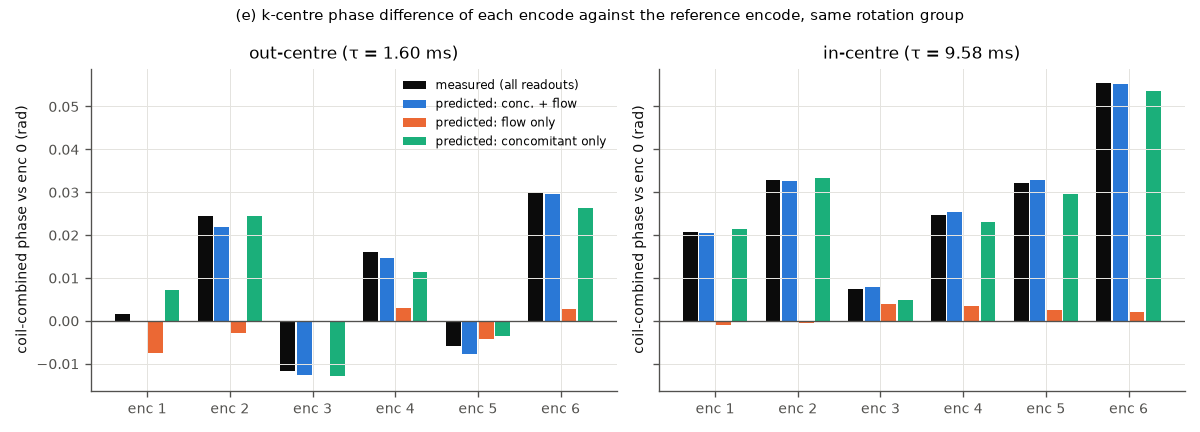 (e) k-centre phase difference of each encode against the reference encode, same rotation group
out-centre (τ = 1.60 ms)
in-centre (τ = 9.58 ms)
coil-combined phase vs enc 0 (rad)
0.05
0.04
0.03
0.02
0.01
0.00
−0.01
measured (all readouts)
predicted: conc. + flow
predicted: flow only
predicted: concomitant only
enc 1
enc 2
enc 3
enc 4
enc 5
enc 6
coil-combined phase vs enc 0 (rad)
enc 1
enc 2
enc 3
enc 4
enc 5
enc 6